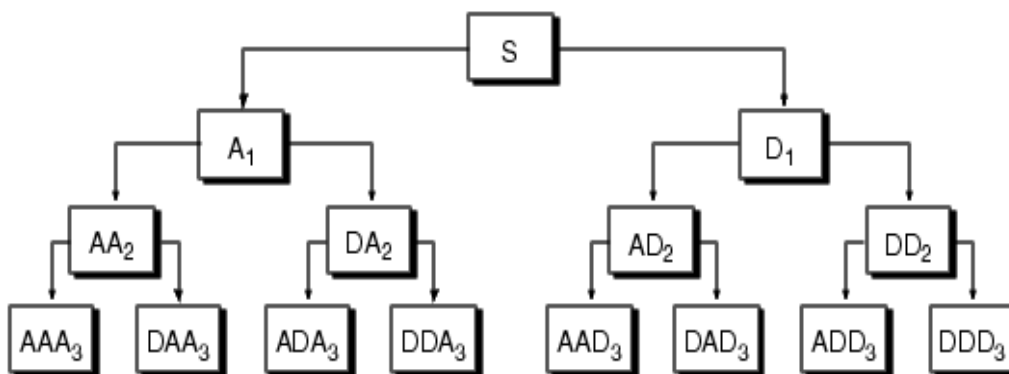 S
A₁ D₁
AA₂ DA₂ AD₂ DD₂
AAA₃ DAA₃ ADA₃ DDA₃ AAD₃ DAD₃ ADD₃ DDD₃